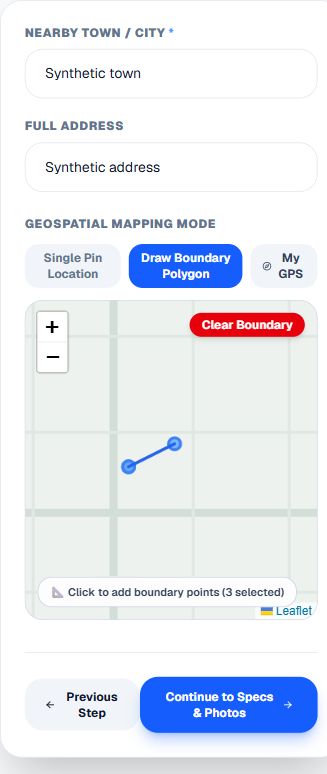 NEARBY TOWN / CITY *
Synthetic town
FULL ADDRESS
Synthetic address
GEOSPATIAL MAPPING MODE
Single Pin
Location
Draw Boundary
Polygon
My
GPS
+
Clear Boundary
−
Click to add boundary points (3 selected)
Leaflet
← Previous
Step
Continue to Specs →
& Photos